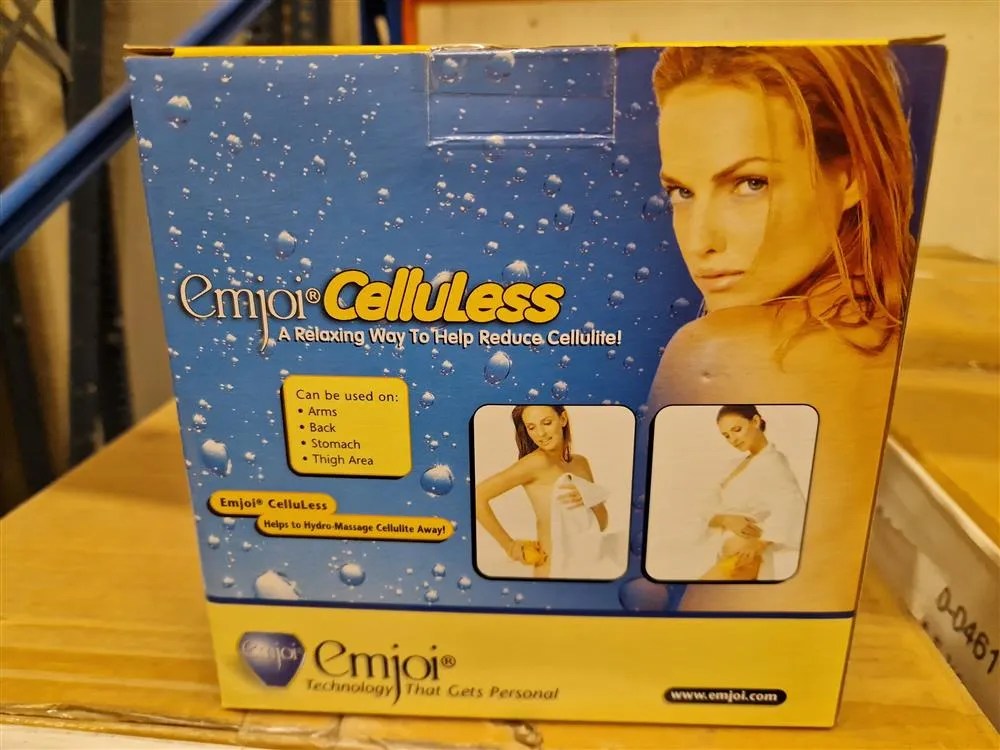 emjoi® CelluLess
A Relaxing Way To Help Reduce Cellulite!
Can be used on:
• Arms
• Back
• Stomach
• Thigh Area
Emjoi® CelluLess
Helps to Hydro-Massage Cellulite Away!
emjoi
emjoi®
Technology That Gets Personal
www.emjoi.com
0-0461